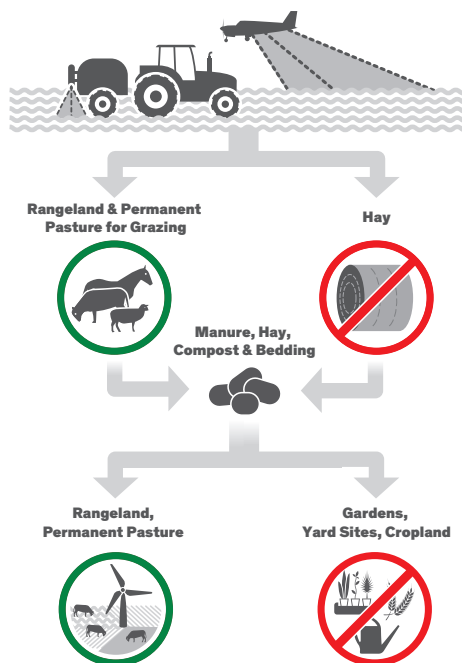 Rangeland & Permanent
Pasture for Grazing
Hay
Manure, Hay,
Compost & Bedding
Rangeland,
Permanent Pasture
Gardens,
Yard Sites, Cropland